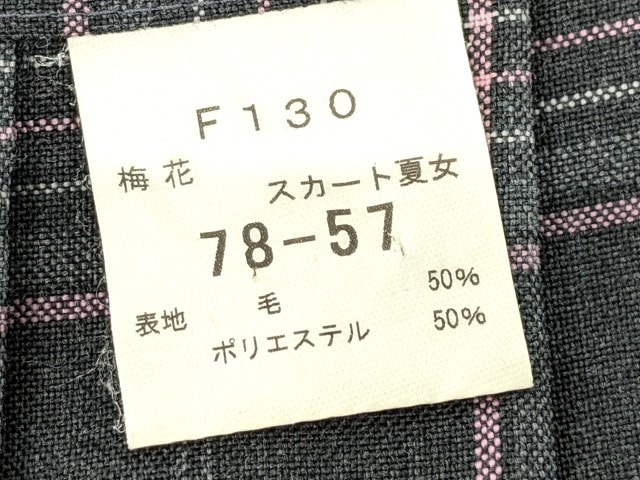 F130
梅花
スカート夏女
78-57
表地 毛 50%
ポリエステル 50%